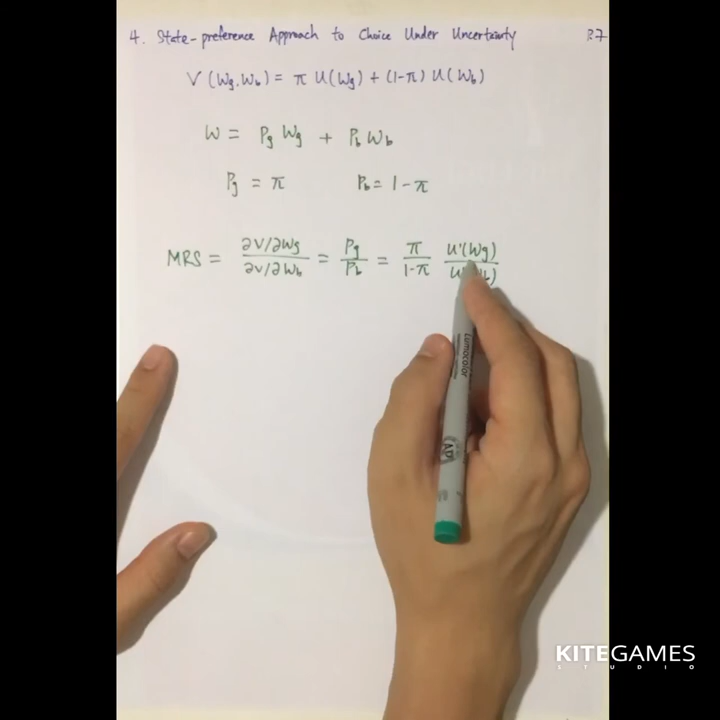 4. State-preference Approach to Choice Under Uncertainty P.7
V (Wg, Wb) = π U(Wg) + (1-π) U(Wb)
W = Pg Wg + Pb Wb
Pg = π Pb = 1-π
MRS = ∂V/∂Wg / ∂V/∂Wb = Pg / Pb = π / 1-π U'(Wg)
Lumocolor
KITEGAMES
STUDIO